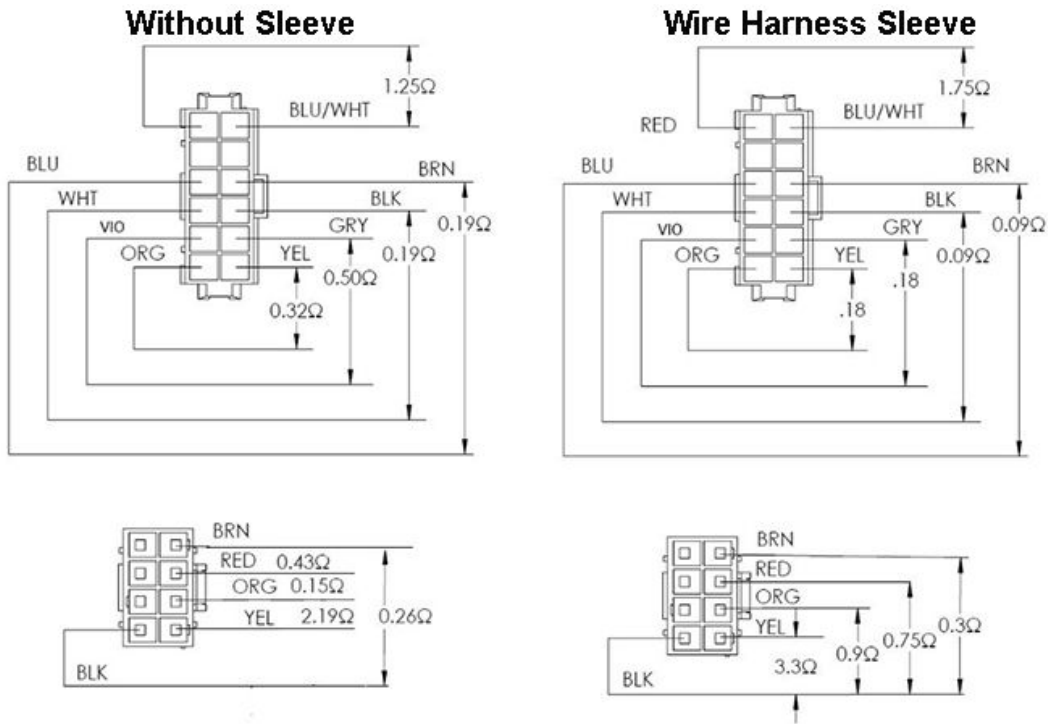 Without Sleeve
1.25Ω
BLU/WHT
BLU
BRN
WHT
BLK
0.19Ω
VIO
GRY
0.19Ω
ORG
YEL
0.50Ω
0.32Ω
BRN
RED 0.43Ω
ORG 0.15Ω
YEL 2.19Ω
0.26Ω
BLK
Wire Harness Sleeve
1.75Ω
BLU/WHT
RED
BLU
BRN
WHT
BLK
0.09Ω
VIO
GRY
0.09Ω
ORG
YEL
.18
.18
BRN
RED
ORG
YEL
0.3Ω
0.75Ω
0.9Ω
3.3Ω
BLK